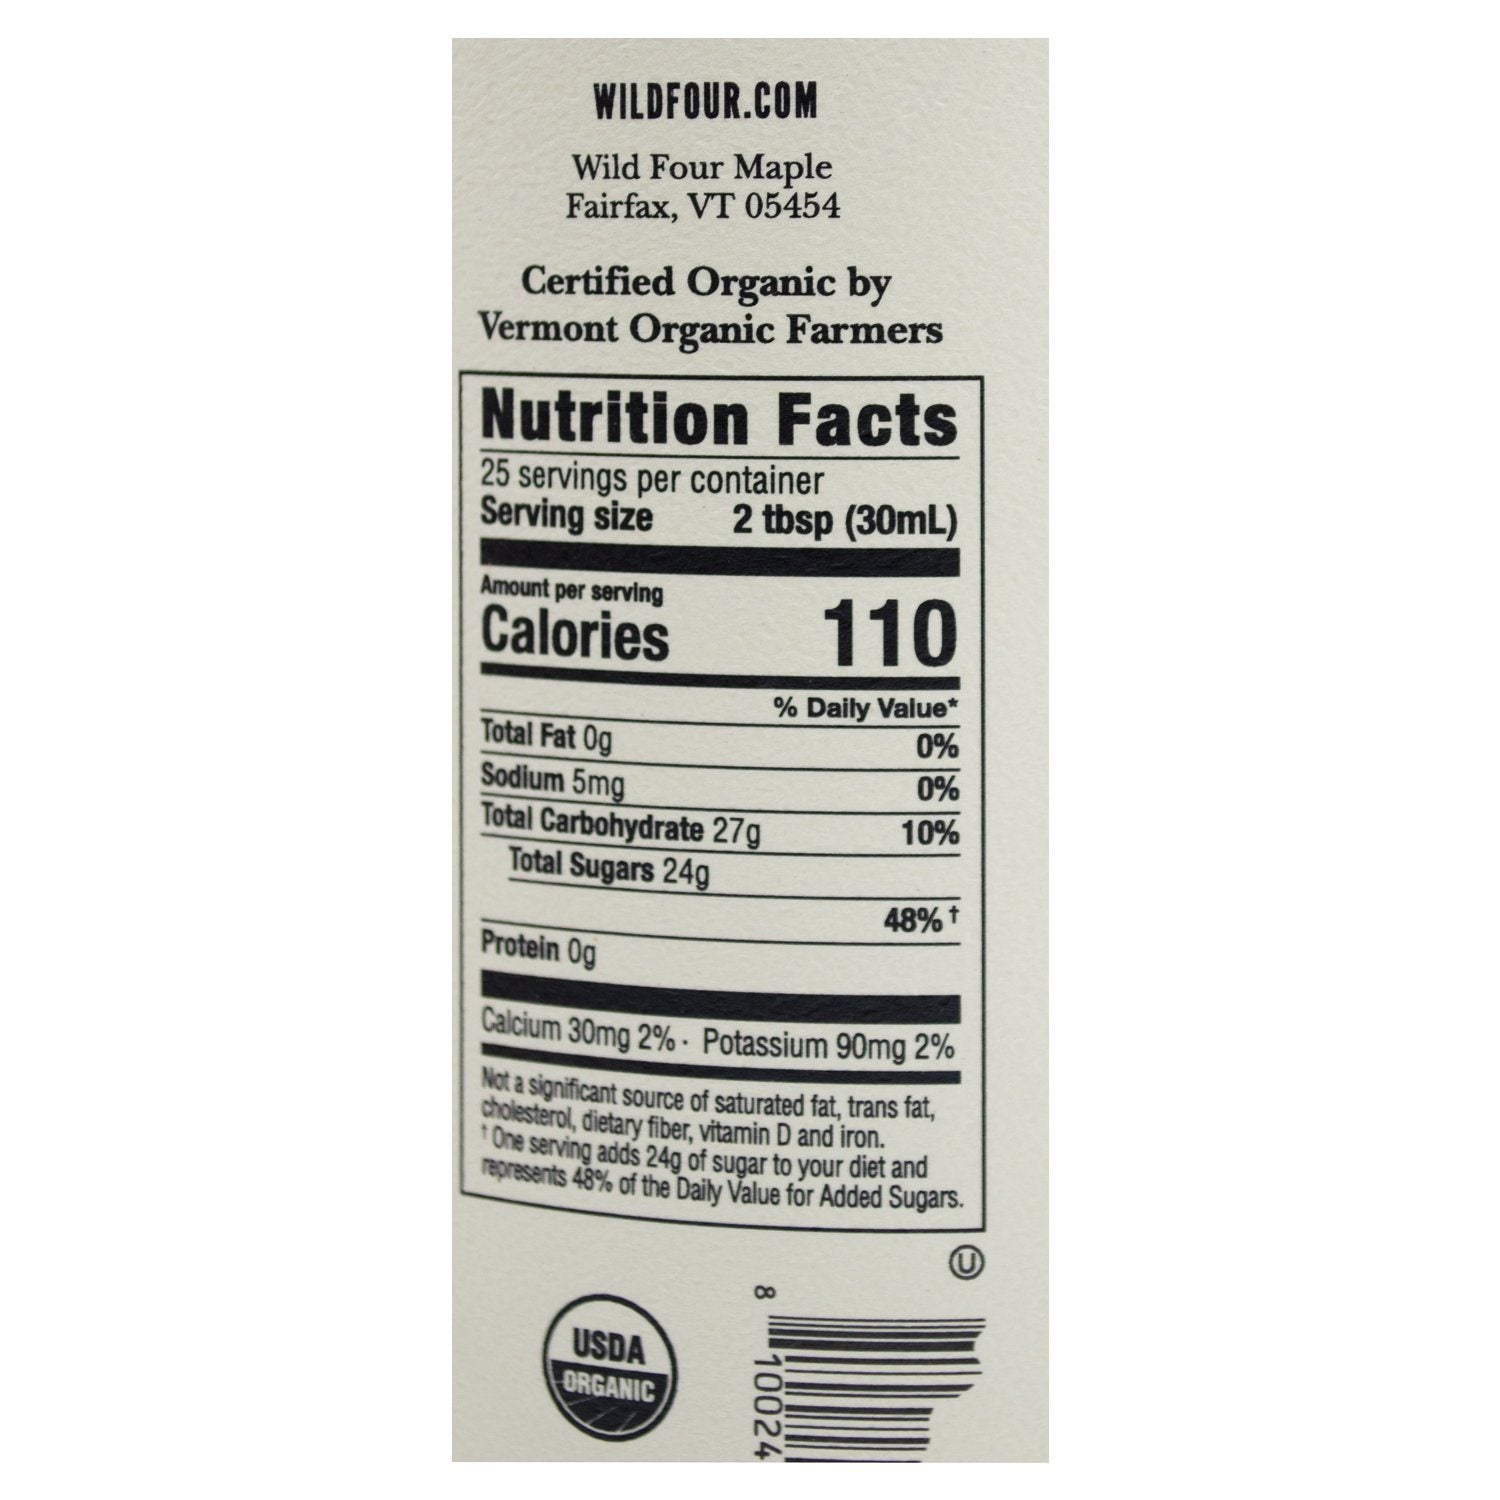 WILDFOUR.COM
Wild Four Maple
Fairfax, VT 05454
Certified Organic by
Vermont Organic Farmers
Nutrition Facts
25 servings per container
Serving size 2 tbsp (30mL)
Amount per serving
Calories 110
% Daily Value*
Total Fat 0g 0%
Sodium 5mg 0%
Total Carbohydrate 27g 10%
Total Sugars 24g
48% †
Protein 0g
Calcium 30mg 2% · Potassium 90mg 2%
Not a significant source of saturated fat, trans fat,
cholesterol, dietary fiber, vitamin D and iron.
† One serving adds 24g of sugar to your diet and
represents 48% of the Daily Value for Added Sugars.
U
USDA
ORGANIC
8 10024